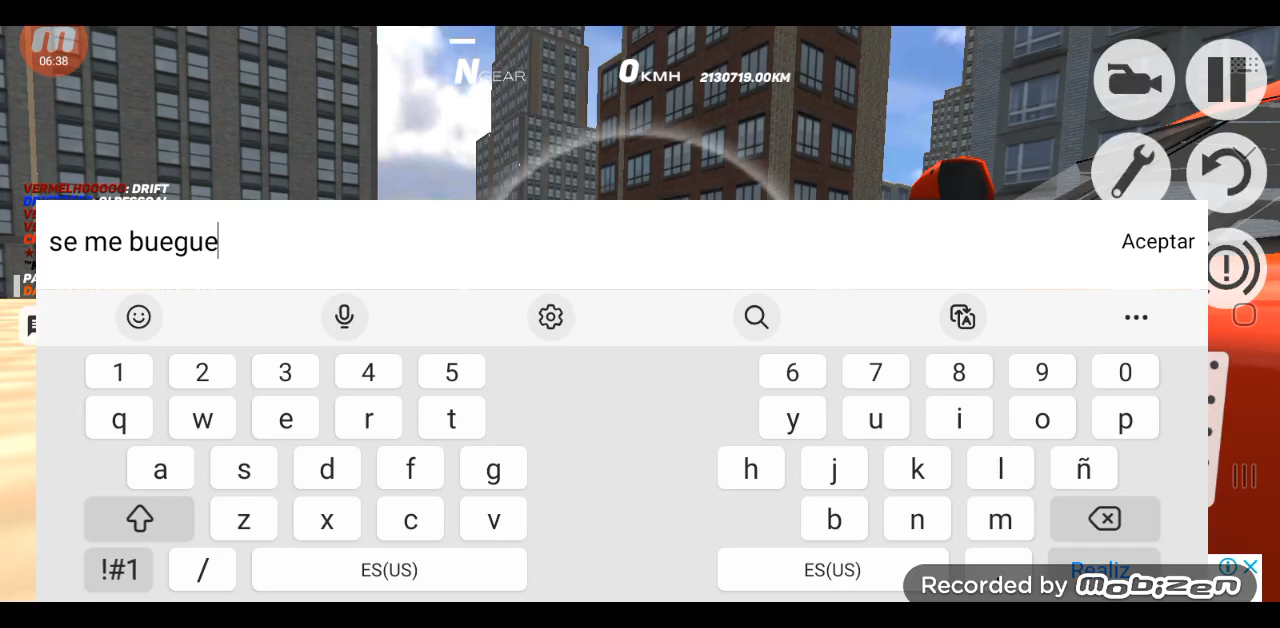 06:38
N GEAR
0 KMH 2130719.00KM
VERMELHOOOOO: DRIFT
se me buegue
Aceptar
1 2 3 4 5 6 7 8 9 0
q w e r t y u i o p
a s d f g h j k l ñ
z x c v b n m
!#1 / ES(US) ES(US) Realiz
Recorded by mobizen